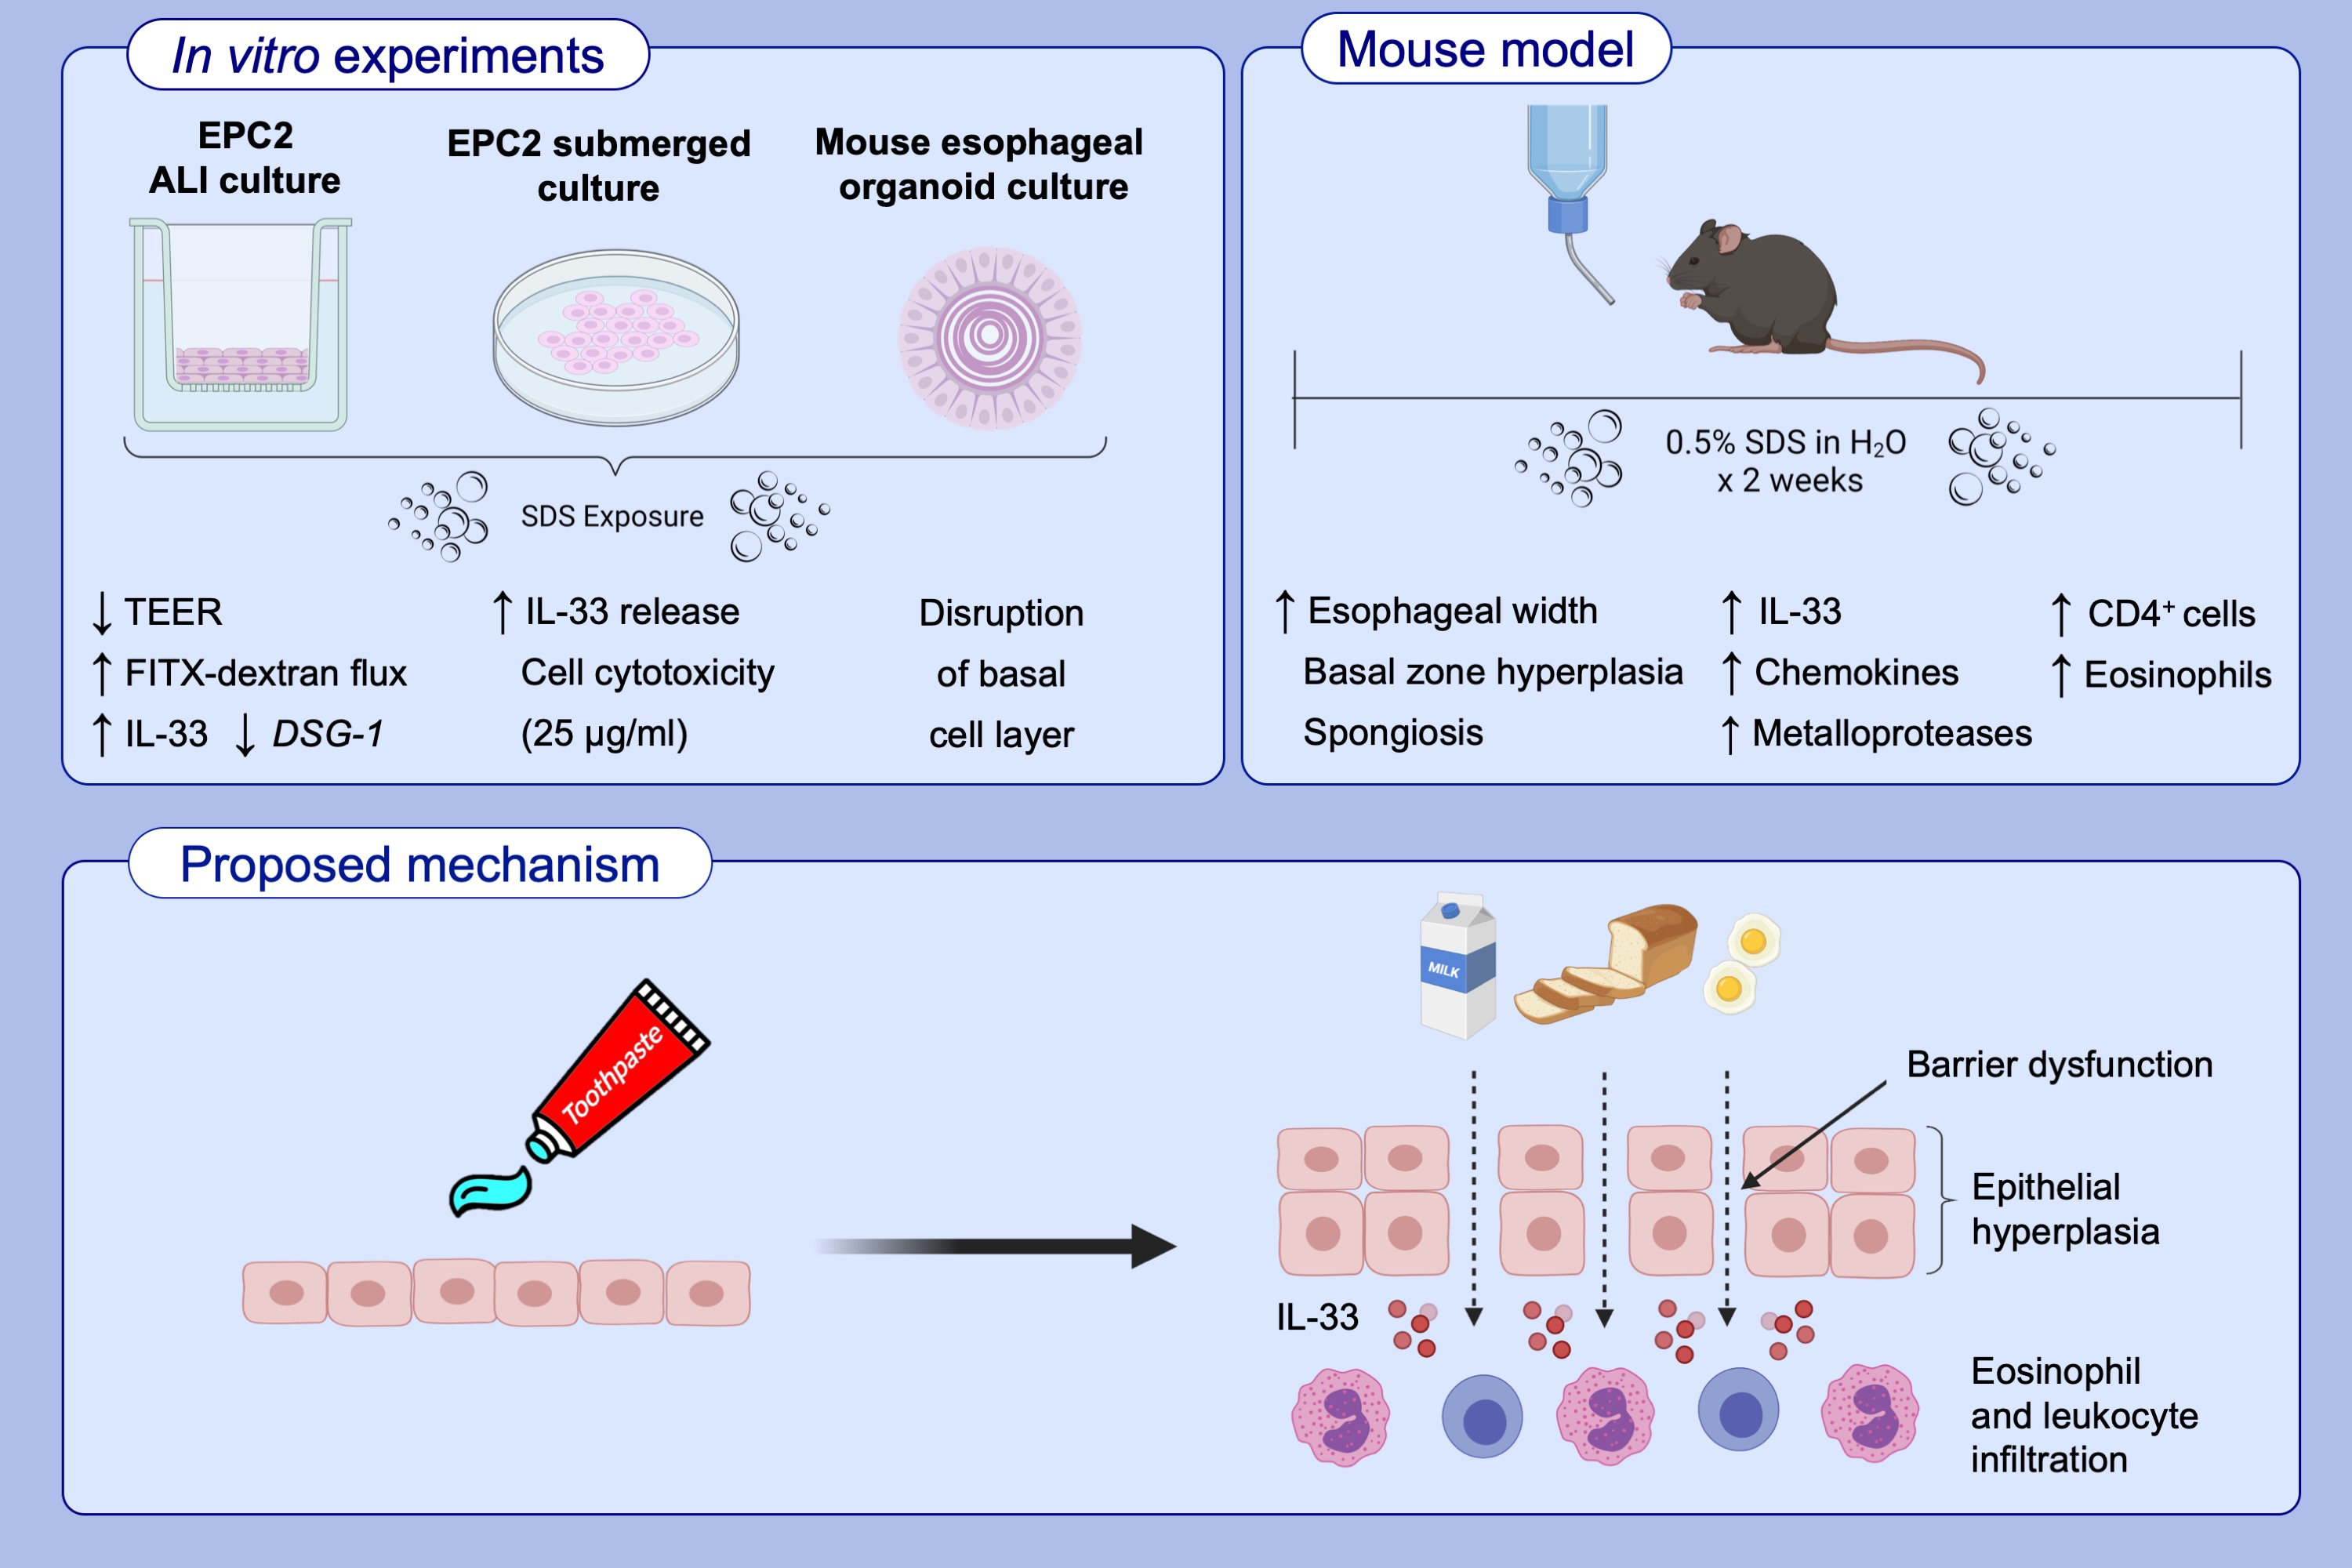 In vitro experiments
EPC2
ALI culture
EPC2 submerged
culture
Mouse esophageal
organoid culture
SDS Exposure
↓ TEER
↑ FITX-dextran flux
↑ IL-33 ↓ DSG-1
↑ IL-33 release
Cell cytotoxicity
(25 µg/ml)
Disruption
of basal
cell layer
Mouse model
0.5% SDS in H₂O
x 2 weeks
↑ Esophageal width
Basal zone hyperplasia
Spongiosis
↑ IL-33
↑ Chemokines
↑ Metalloproteases
↑ CD4⁺ cells
↑ Eosinophils
Proposed mechanism
Toothpaste
MILK
Barrier dysfunction
Epithelial
hyperplasia
IL-33
Eosinophil
and leukocyte
infiltration